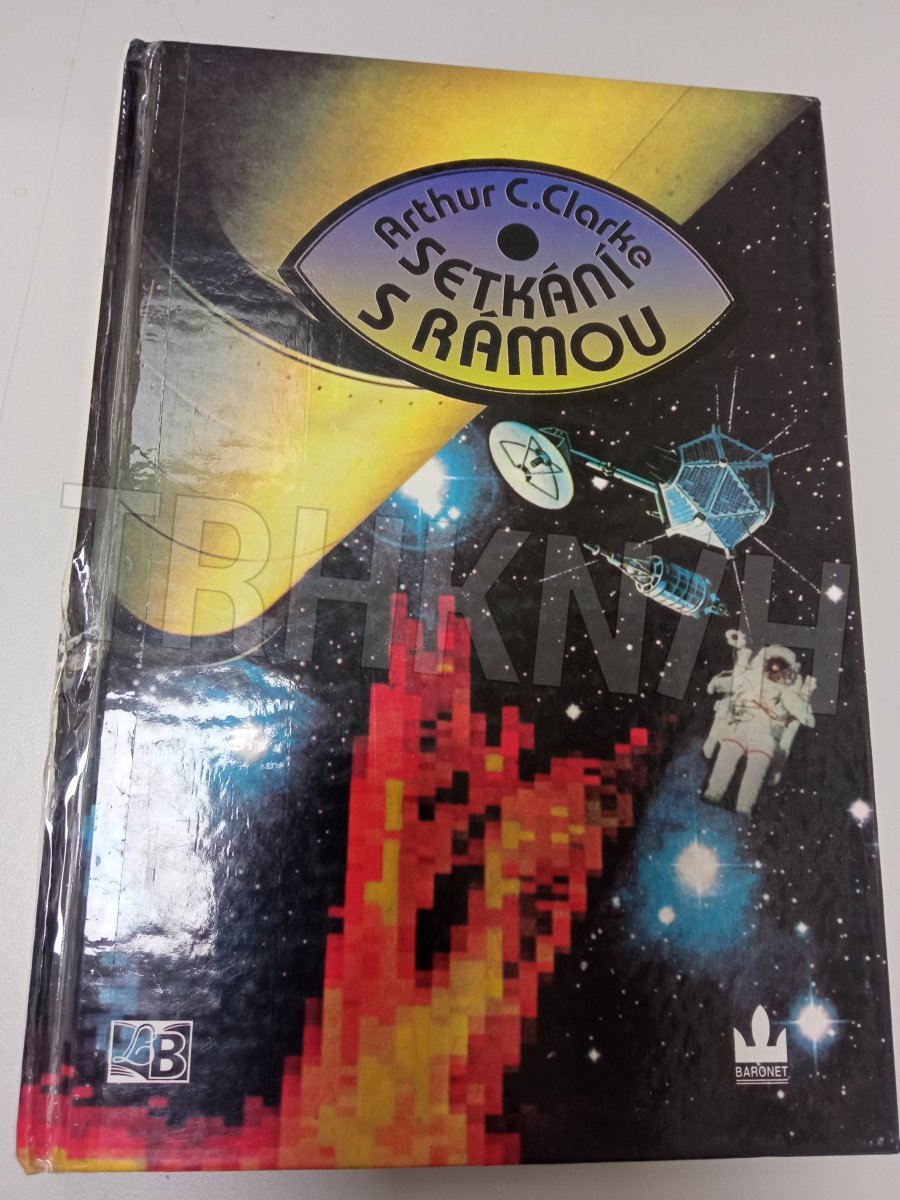 Arthur C. Clarke
SETKÁNÍ
S RÁMOU
TRHKNIH
LB
BARONET